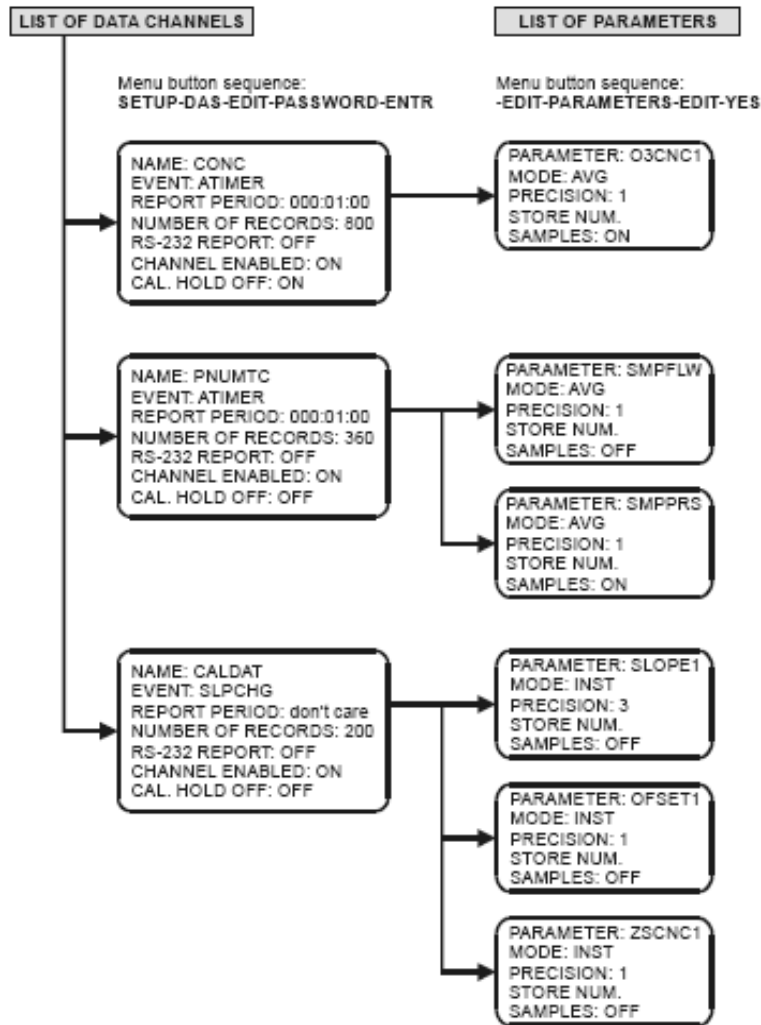 LIST OF DATA CHANNELS
LIST OF PARAMETERS
Menu button sequence:
SETUP-DAS-EDIT-PASSWORD-ENTR
Menu button sequence:
-EDIT-PARAMETERS-EDIT-YES
NAME: CONC
EVENT: ATIMER
REPORT PERIOD: 000:01:00
NUMBER OF RECORDS: 800
RS-232 REPORT: OFF
CHANNEL ENABLED: ON
CAL. HOLD OFF: ON
PARAMETER: O3CNC1
MODE: AVG
PRECISION: 1
STORE NUM.
SAMPLES: ON
NAME: PNUMTC
EVENT: ATIMER
REPORT PERIOD: 000:01:00
NUMBER OF RECORDS: 360
RS-232 REPORT: OFF
CHANNEL ENABLED: ON
CAL. HOLD OFF: OFF
PARAMETER: SMPFLW
MODE: AVG
PRECISION: 1
STORE NUM.
SAMPLES: OFF
PARAMETER: SMPPRS
MODE: AVG
PRECISION: 1
STORE NUM.
SAMPLES: ON
NAME: CALDAT
EVENT: SLPCHG
REPORT PERIOD: don't care
NUMBER OF RECORDS: 200
RS-232 REPORT: OFF
CHANNEL ENABLED: ON
CAL. HOLD OFF: OFF
PARAMETER: SLOPE1
MODE: INST
PRECISION: 3
STORE NUM.
SAMPLES: OFF
PARAMETER: OFSET1
MODE: INST
PRECISION: 1
STORE NUM.
SAMPLES: OFF
PARAMETER: ZSCNC1
MODE: INST
PRECISION: 1
STORE NUM.
SAMPLES: OFF